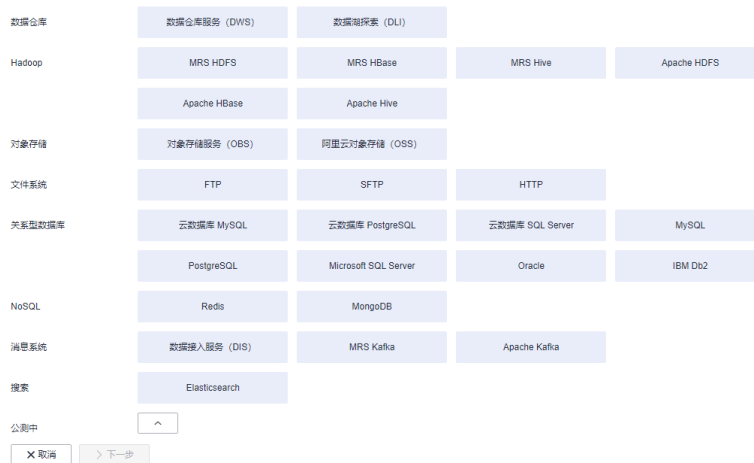 数据仓库 数据仓库服务（DWS） 数据湖探索（DLI）
Hadoop MRS HDFS MRS HBase MRS Hive Apache HDFS
Apache HBase Apache Hive
对象存储 对象存储服务（OBS） 阿里云对象存储（OSS）
文件系统 FTP SFTP HTTP
关系型数据库 云数据库 MySQL 云数据库 PostgreSQL 云数据库 SQL Server MySQL
PostgreSQL Microsoft SQL Server Oracle IBM Db2
NoSQL Redis MongoDB
消息系统 数据接入服务（DIS） MRS Kafka Apache Kafka
搜索 Elasticsearch
公测中
取消 下一步